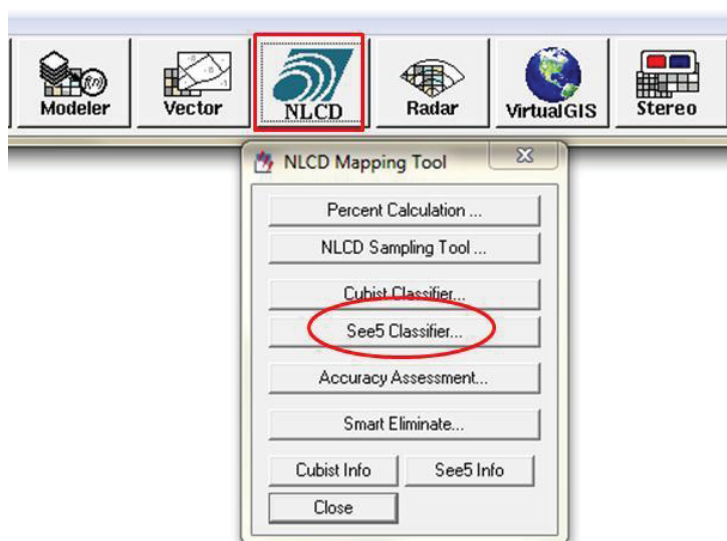 Modeler Vector NLCD Radar VirtualGIS Stereo
NLCD Mapping Tool
Percent Calculation ...
NLCD Sampling Tool ...
Cubist Classifier...
See5 Classifier...
Accuracy Assessment...
Smart Eliminate...
Cubist Info See5 Info
Close